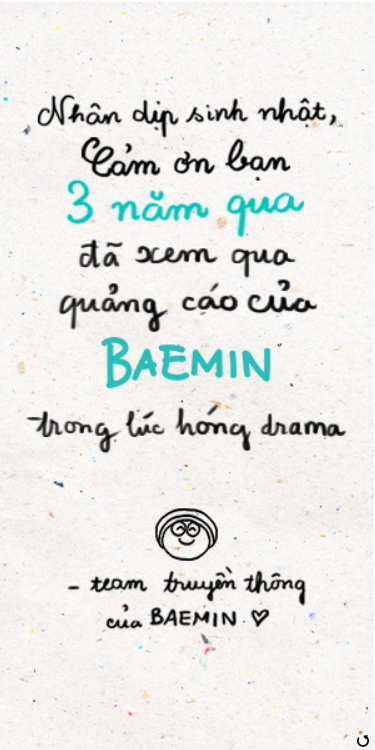 Nhân dịp sinh nhật,
Cảm ơn bạn
3 năm qua
đã xem qua
quảng cáo của
BAEMIN
trong lúc hóng drama
- team truyền thông
của BAEMIN ♡